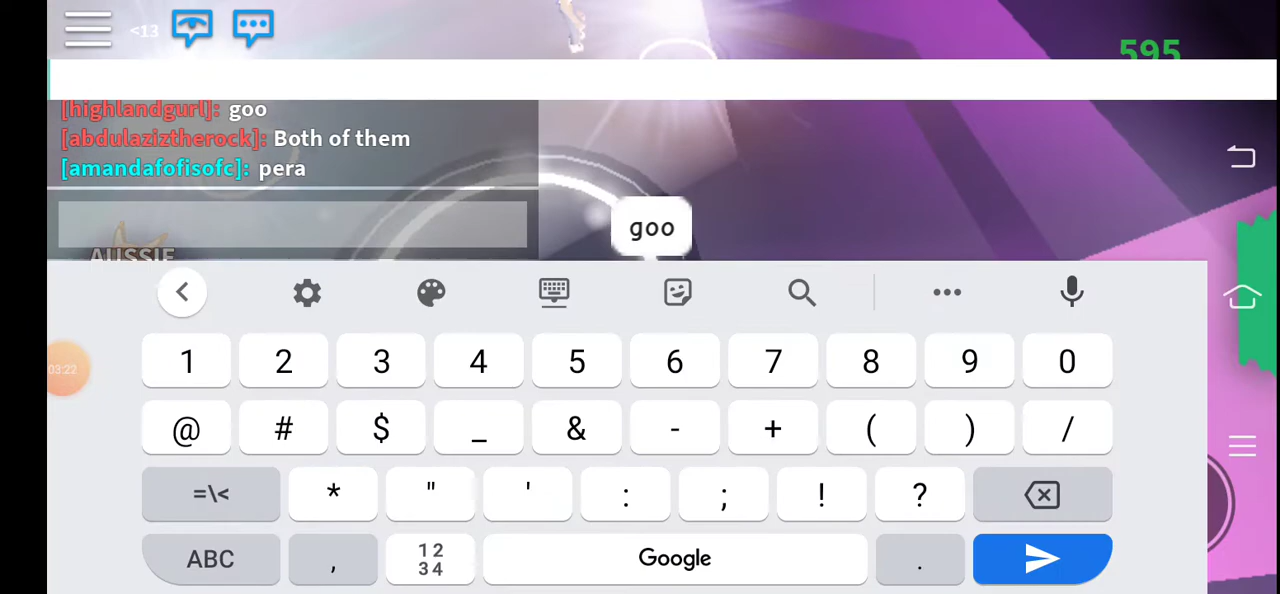 <13
595
[highlandgurl]: goo
[abdulaziztherock]: Both of them
[amandafofisofc]: pera
goo
AUSSIE
03:22
1 2 3 4 5 6 7 8 9 0
@ # $ _ & - + ( ) /
=\< * " ' : ; ! ?
ABC , 12 34 Google .